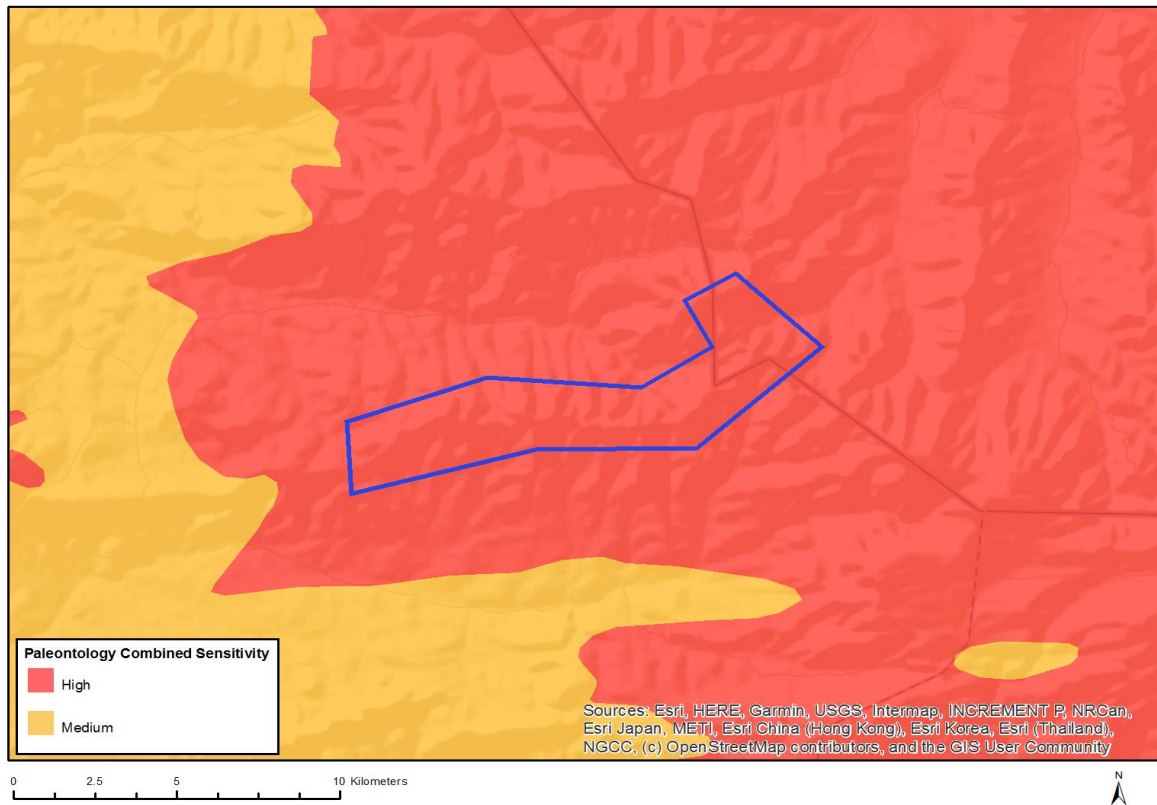 Paleontology Combined Sensitivity
High
Medium
Sources: Esri, HERE, Garmin, USGS, Intermap, INCREMENT P, NRCan,
Esri Japan, METI, Esri China (Hong Kong), Esri Korea, Esri (Thailand),
NGCC, (c) OpenStreetMap contributors, and the GIS User Community
0 2.5 5 10 Kilometers
N